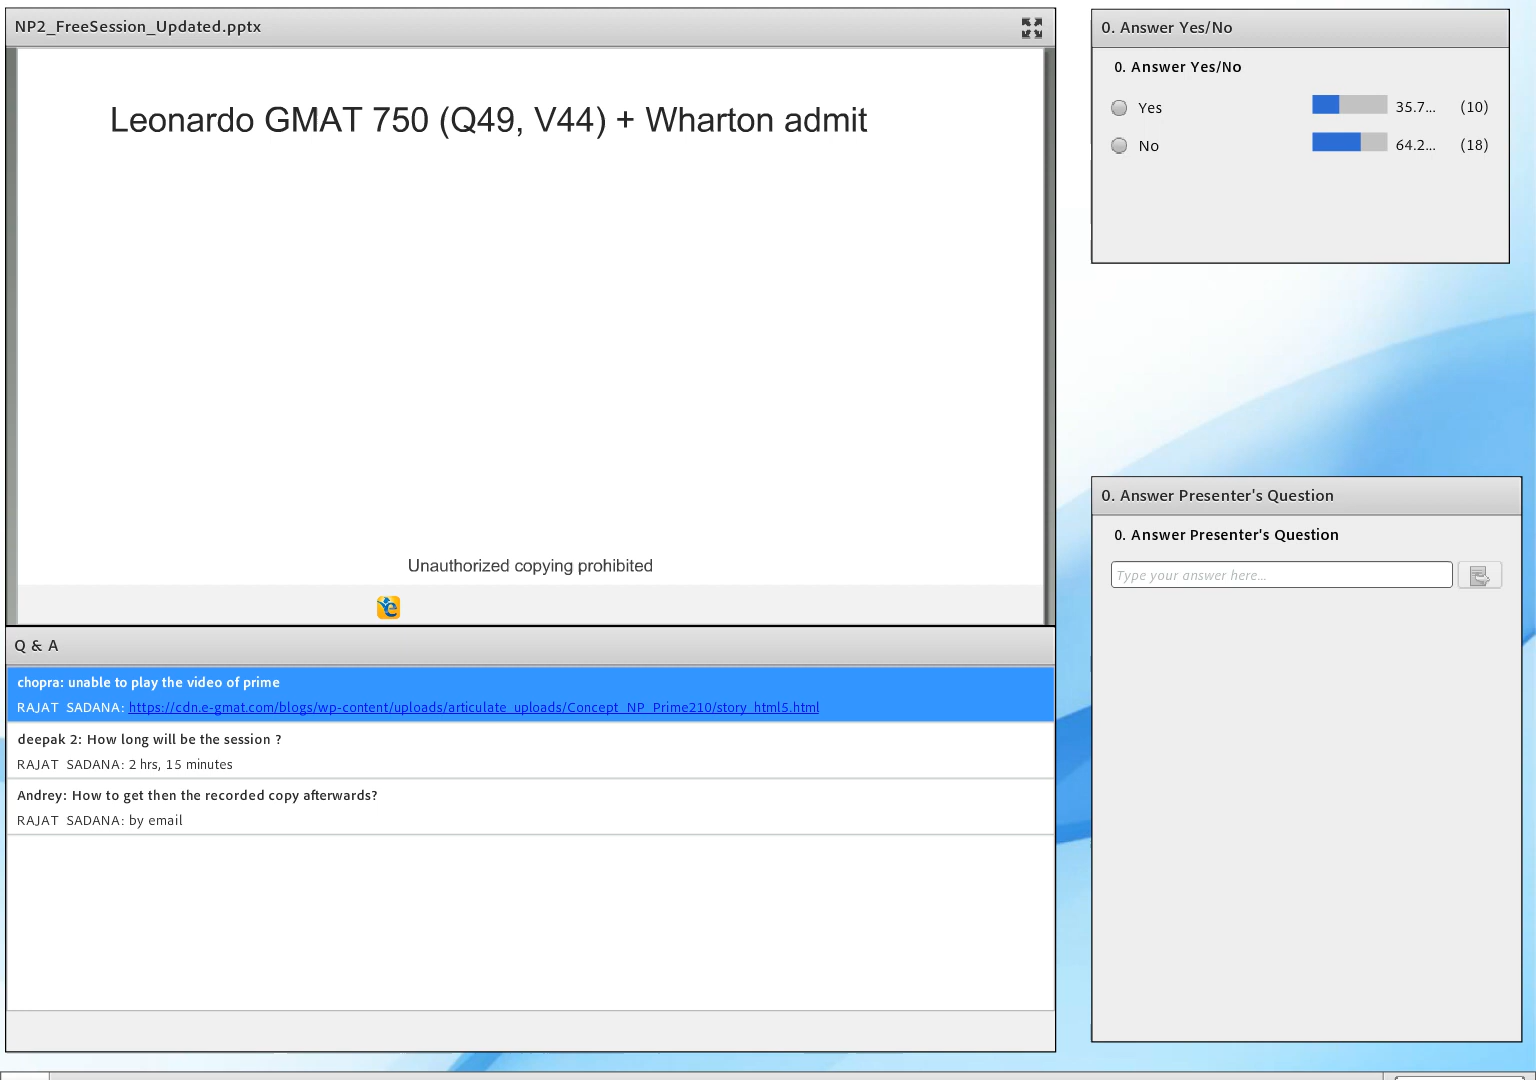 NP2_FreeSession_Updated.pptx
Leonardo GMAT 750 (Q49, V44) + Wharton admit
Unauthorized copying prohibited
Q & A
chopra: unable to play the video of prime
RAJAT SADANA: https://cdn.e-gmat.com/blogs/wp-content/uploads/articulate_uploads/Concept_NP_Prime210/story_html5.html
deepak 2: How long will be the session ?
RAJAT SADANA: 2 hrs, 15 minutes
Andrey: How to get then the recorded copy afterwards?
RAJAT SADANA: by email
0. Answer Yes/No
0. Answer Yes/No
Yes 35.7... (10)
No 64.2... (18)
0. Answer Presenter's Question
0. Answer Presenter's Question
Type your answer here...